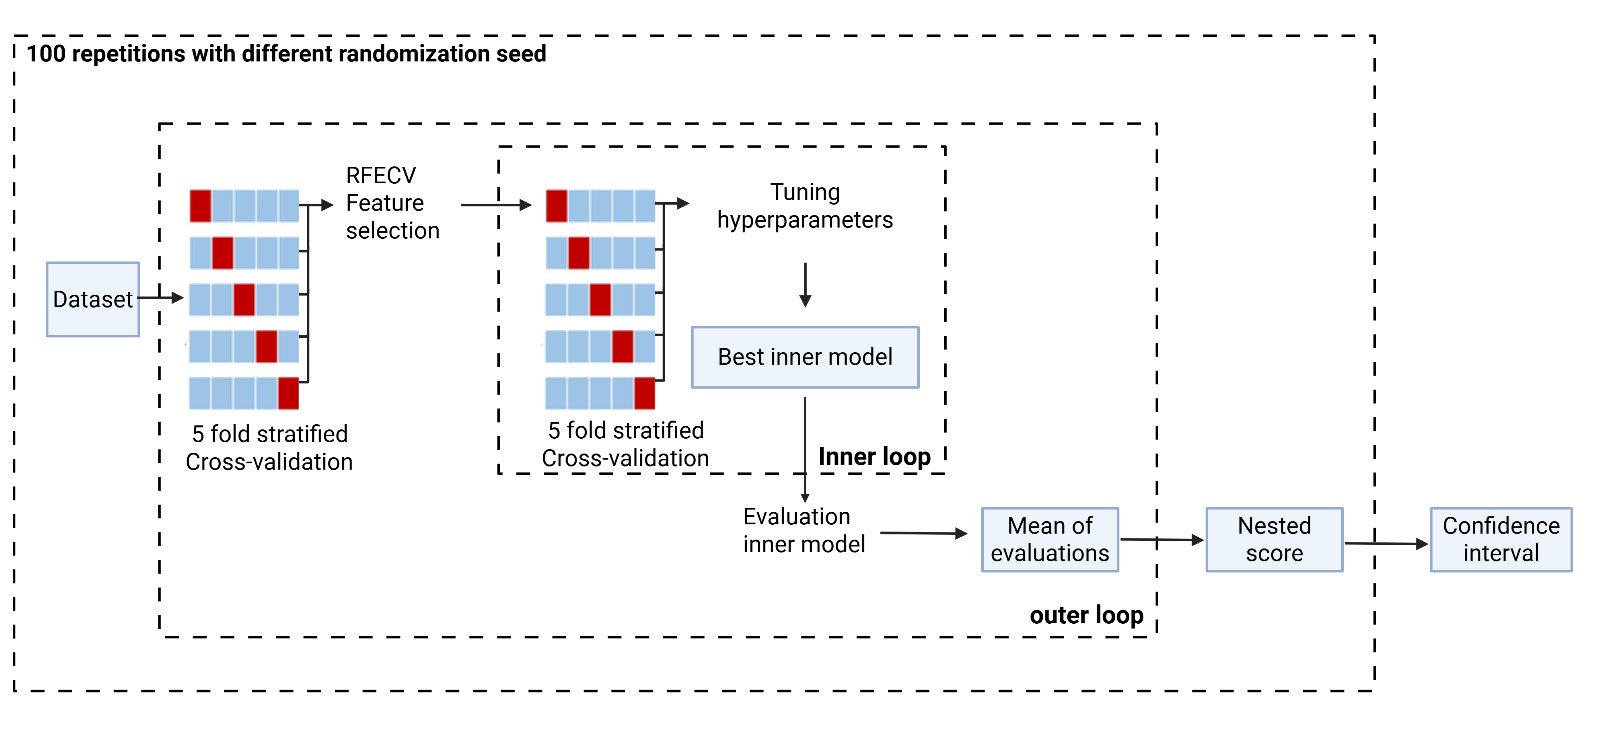 100 repetitions with different randomization seed
RFECV
Feature
selection
Tuning
hyperparameters
Dataset
Best inner model
5 fold stratified
Cross-validation
5 fold stratified
Cross-validation
Inner loop
Evaluation
inner model
Mean of
evaluations
Nested
score
Confidence
interval
outer loop